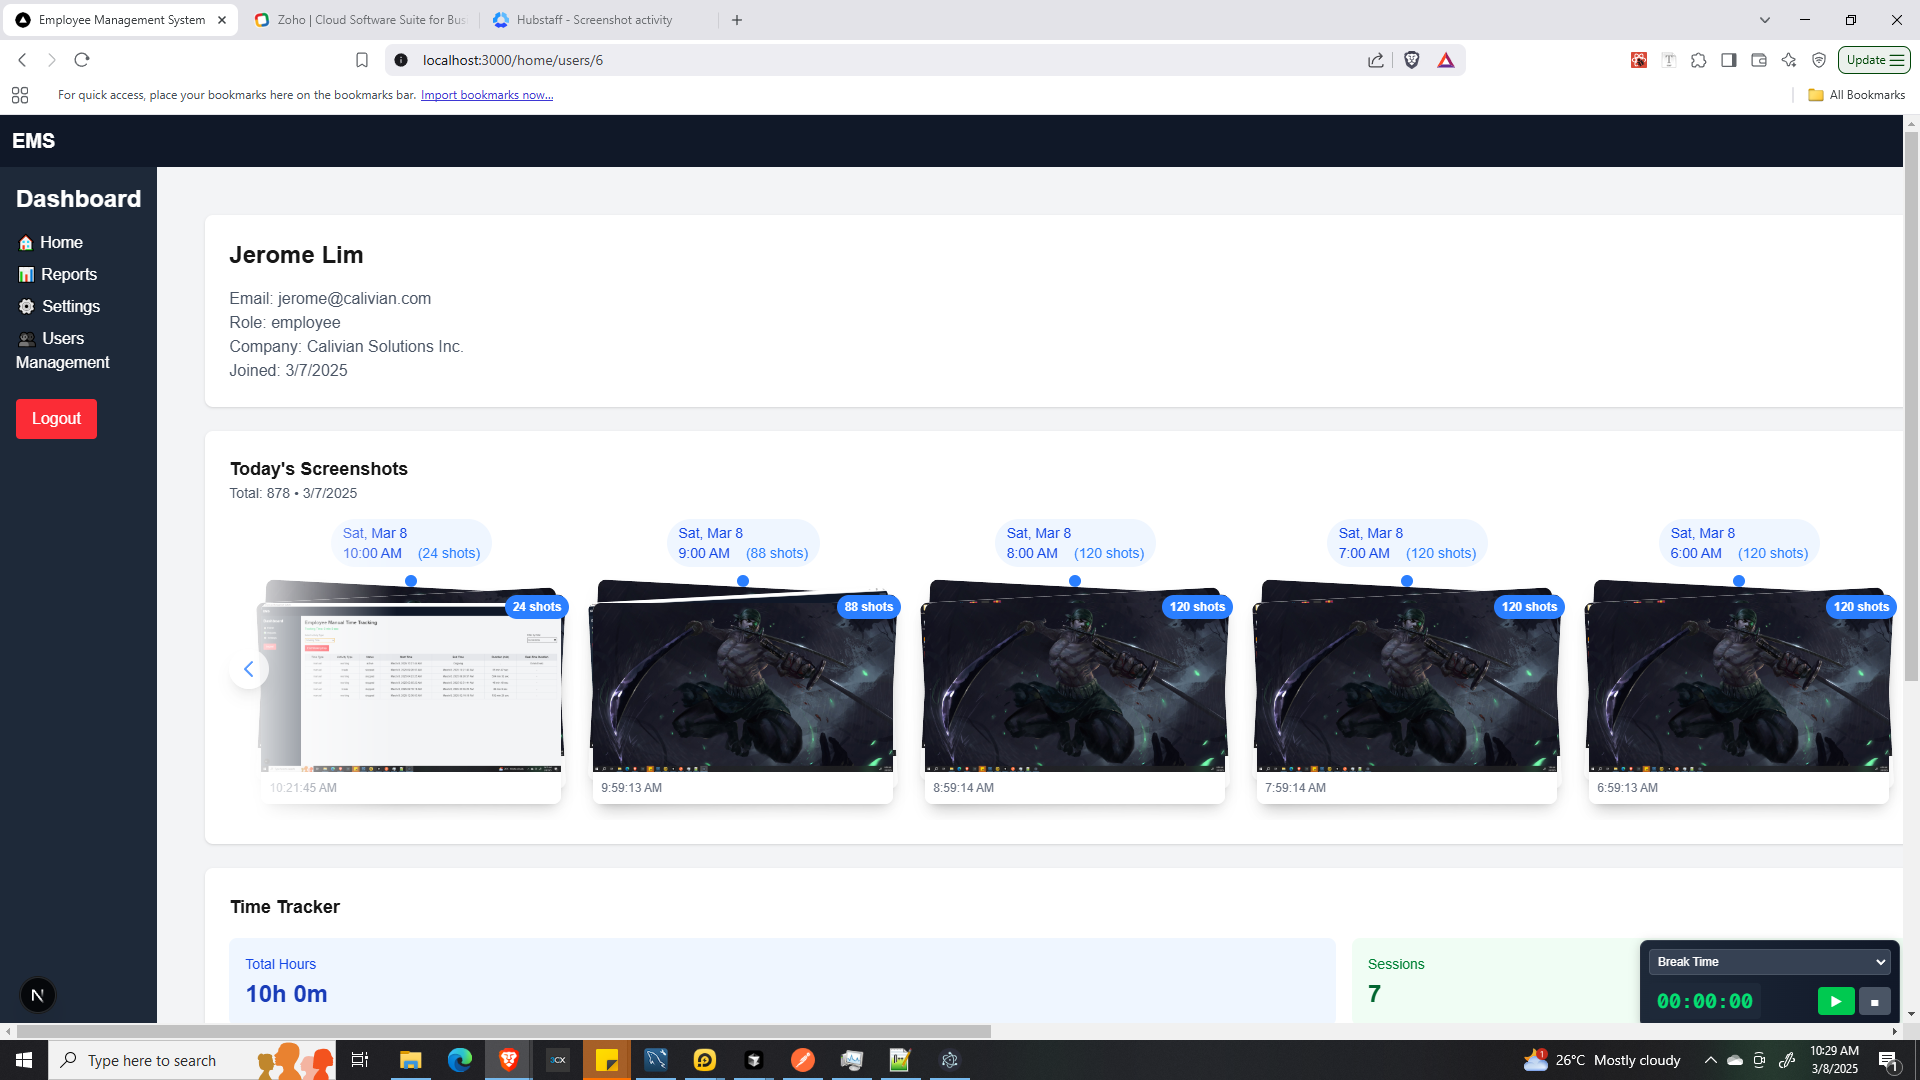 Employee Management System
Zoho | Cloud Software Suite for Bus
Hubstaff - Screenshot activity
localhost:3000/home/users/6
Update
For quick access, place your bookmarks here on the bookmarks bar. Import bookmarks now...
All Bookmarks
EMS
Dashboard
Home
Reports
Settings
Users
Management
Logout
Jerome Lim
Email: jerome@calivian.com
Role: employee
Company: Calivian Solutions Inc.
Joined: 3/7/2025
Today's Screenshots
Total: 878 • 3/7/2025
Sat, Mar 8
10:00 AM (24 shots)
24 shots
Employee Manual Time Tracking
10:21:45 AM
Sat, Mar 8
9:00 AM (88 shots)
88 shots
9:59:13 AM
Sat, Mar 8
8:00 AM (120 shots)
120 shots
8:59:14 AM
Sat, Mar 8
7:00 AM (120 shots)
120 shots
7:59:14 AM
Sat, Mar 8
6:00 AM (120 shots)
120 shots
6:59:13 AM
Time Tracker
Total Hours
10h 0m
Sessions
7
Break Time
00:00:00
N
Type here to search
3CX
1
26°C Mostly cloudy
10:29 AM
3/8/2025
1